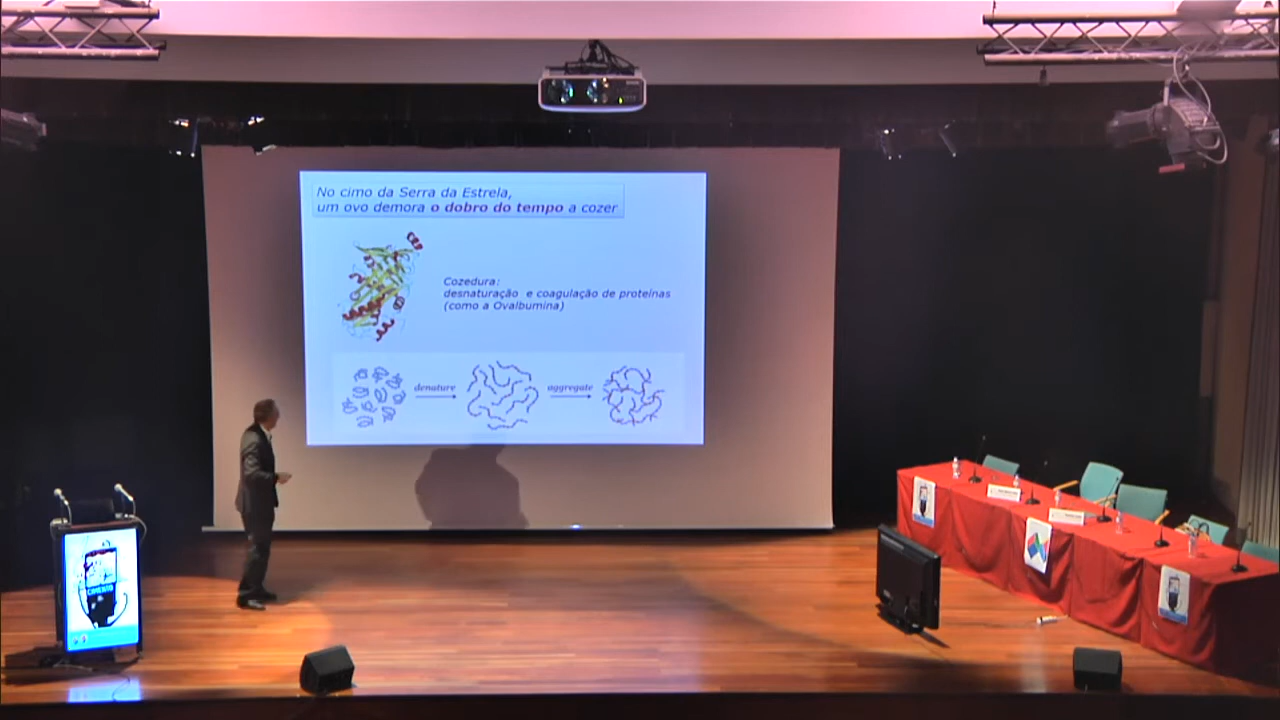 No cimo da Serra da Estrela,
um ovo demora o dobro do tempo a cozer
Cozedura:
desnaturação e coagulação de proteínas
(como a Ovalbumina)
denature
aggregate